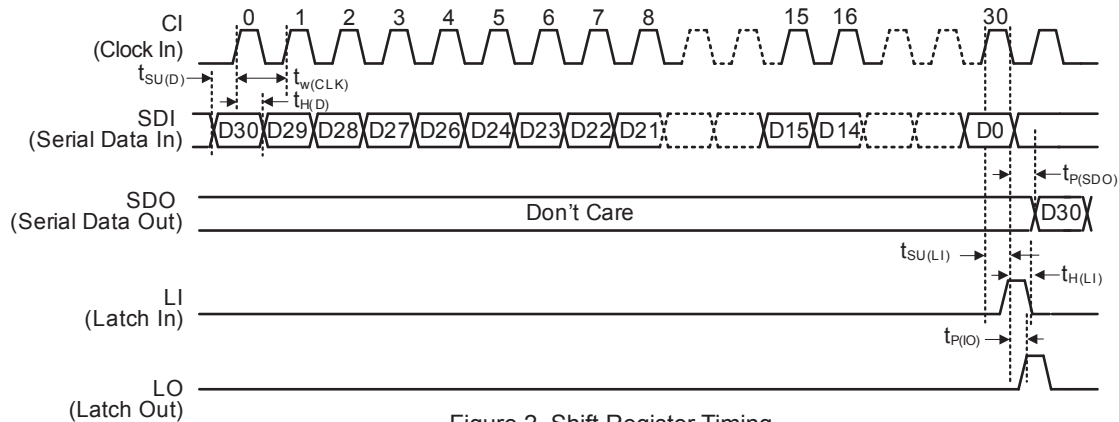 CI
(Clock In)
0 1 2 3 4 5 6 7 8 15 16 30
tSU(D)
tw(CLK)
tH(D)
SDI
(Serial Data In)
D30 D29 D28 D27 D26 D24 D23 D22 D21 D15 D14 D0
tP(SDO)
SDO
(Serial Data Out)
Don't Care
D30
tSU(LI)
tH(LI)
LI
(Latch In)
tP(IO)
LO
(Latch Out)